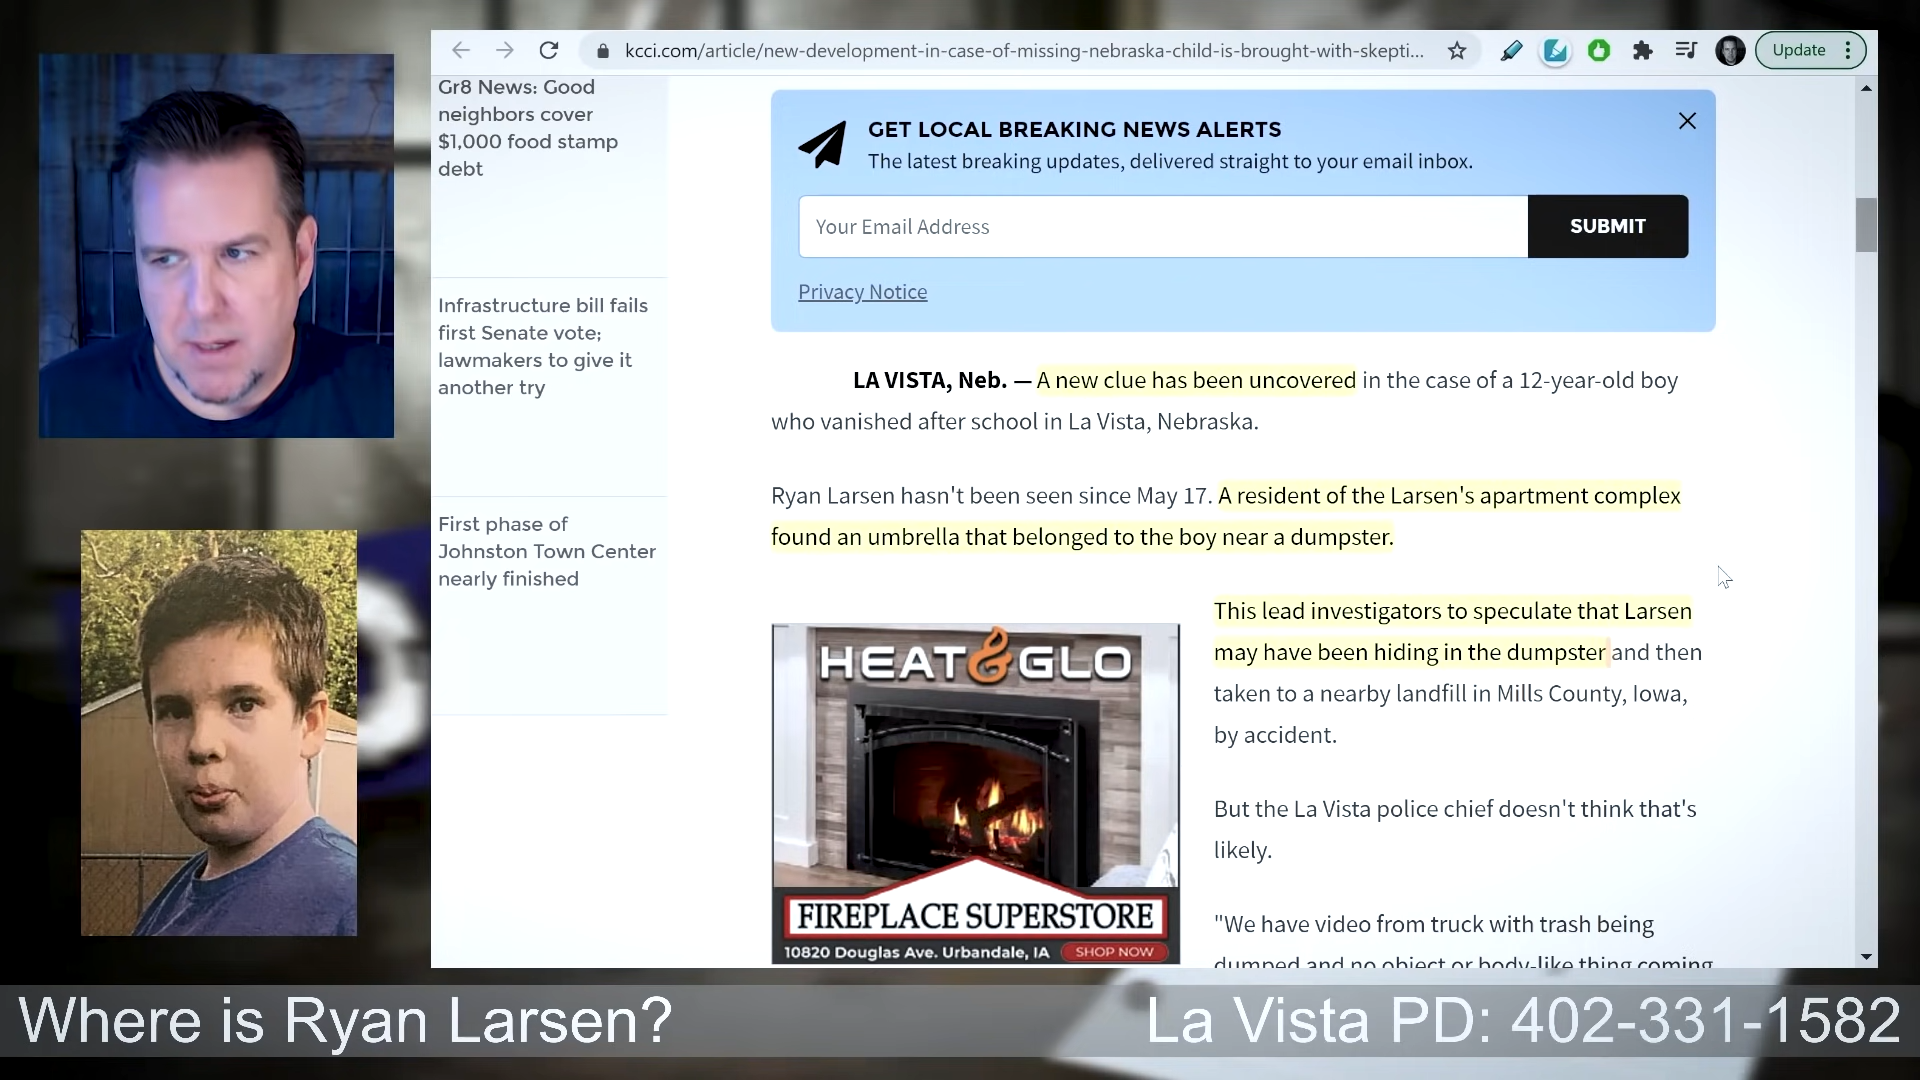 kcci.com/article/new-development-in-case-of-missing-nebraska-child-is-brought-with-skepti...
Update
Gr8 News: Good
neighbors cover
$1,000 food stamp
debt
Infrastructure bill fails
first Senate vote;
lawmakers to give it
another try
First phase of
Johnston Town Center
nearly finished
GET LOCAL BREAKING NEWS ALERTS
The latest breaking updates, delivered straight to your email inbox.
Your Email Address
SUBMIT
Privacy Notice
LA VISTA, Neb. — A new clue has been uncovered in the case of a 12-year-old boy
who vanished after school in La Vista, Nebraska.
Ryan Larsen hasn't been seen since May 17. A resident of the Larsen's apartment complex
found an umbrella that belonged to the boy near a dumpster.
This lead investigators to speculate that Larsen
may have been hiding in the dumpster and then
taken to a nearby landfill in Mills County, Iowa,
by accident.
But the La Vista police chief doesn't think that's
likely.
"We have video from truck with trash being
dumped and no object or body-like thing coming
HEAT & GLO
FIREPLACE SUPERSTORE
10820 Douglas Ave. Urbandale, IA
SHOP NOW
Where is Ryan Larsen?
La Vista PD: 402-331-1582